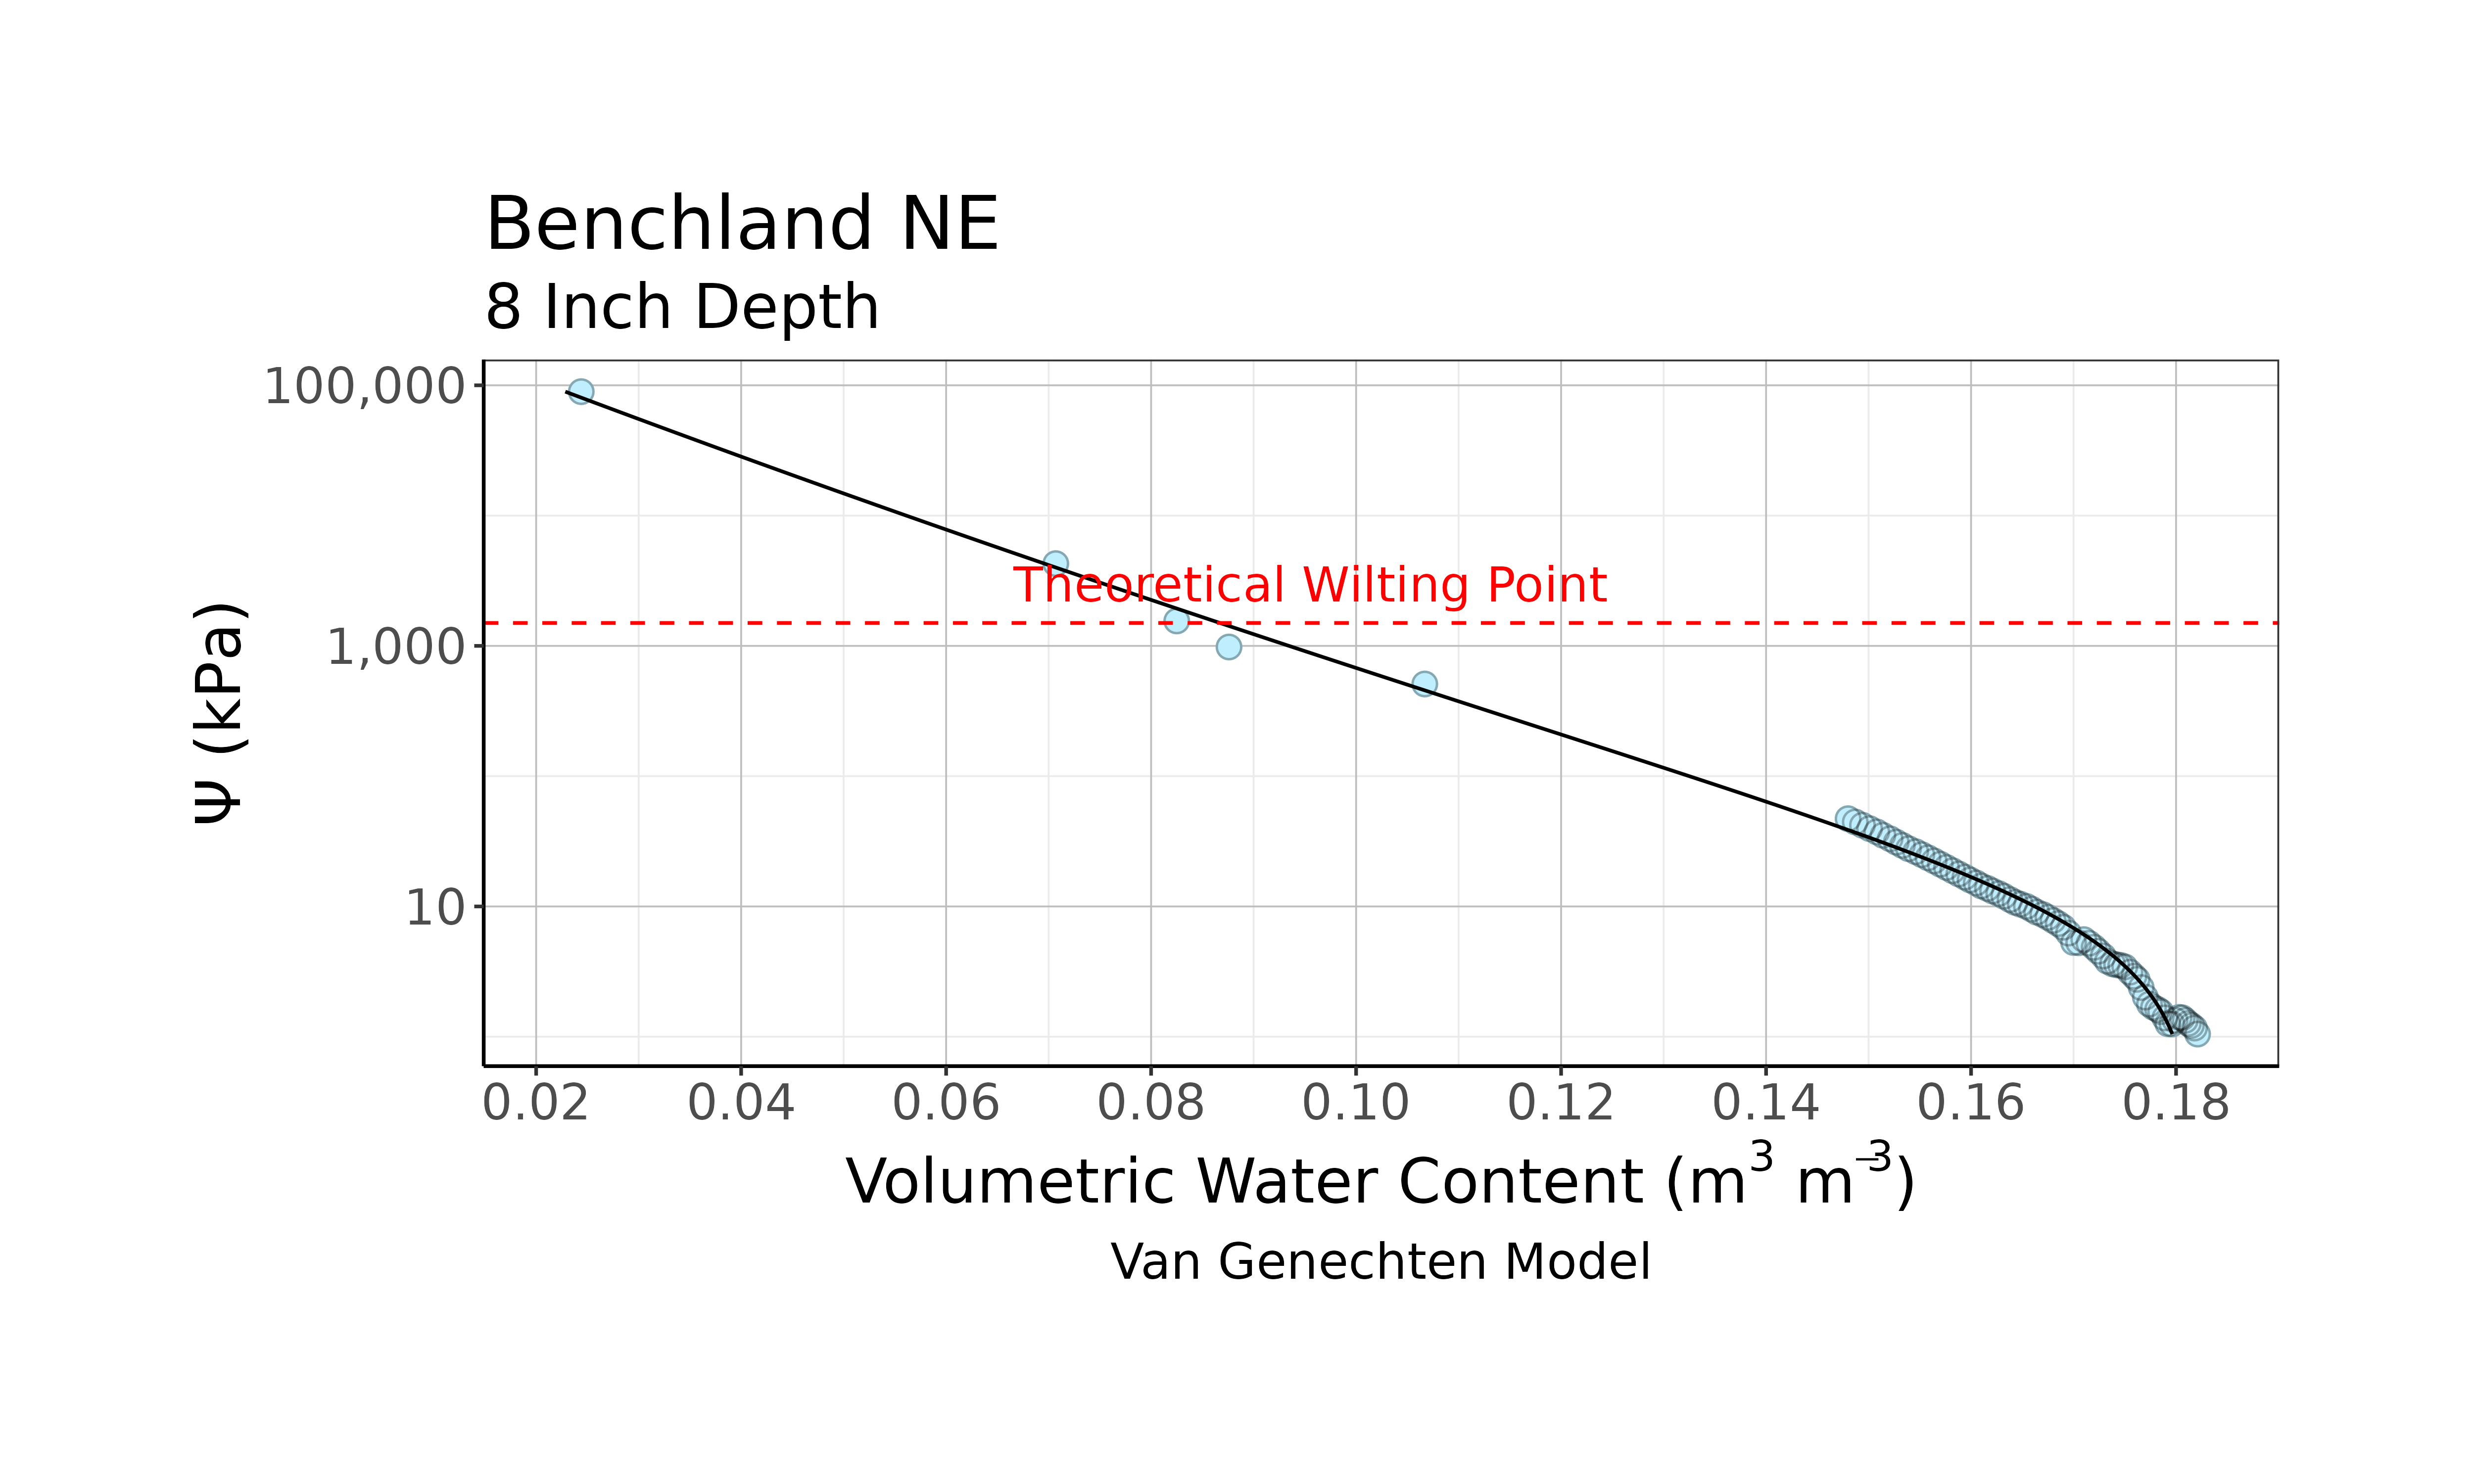 Benchland NE
8 Inch Depth
100,000
1,000
10
Ψ (kPa)
Theoretical Wilting Point
0.02 0.04 0.06 0.08 0.10 0.12 0.14 0.16 0.18
Volumetric Water Content (m³ m⁻³)
Van Genechten Model